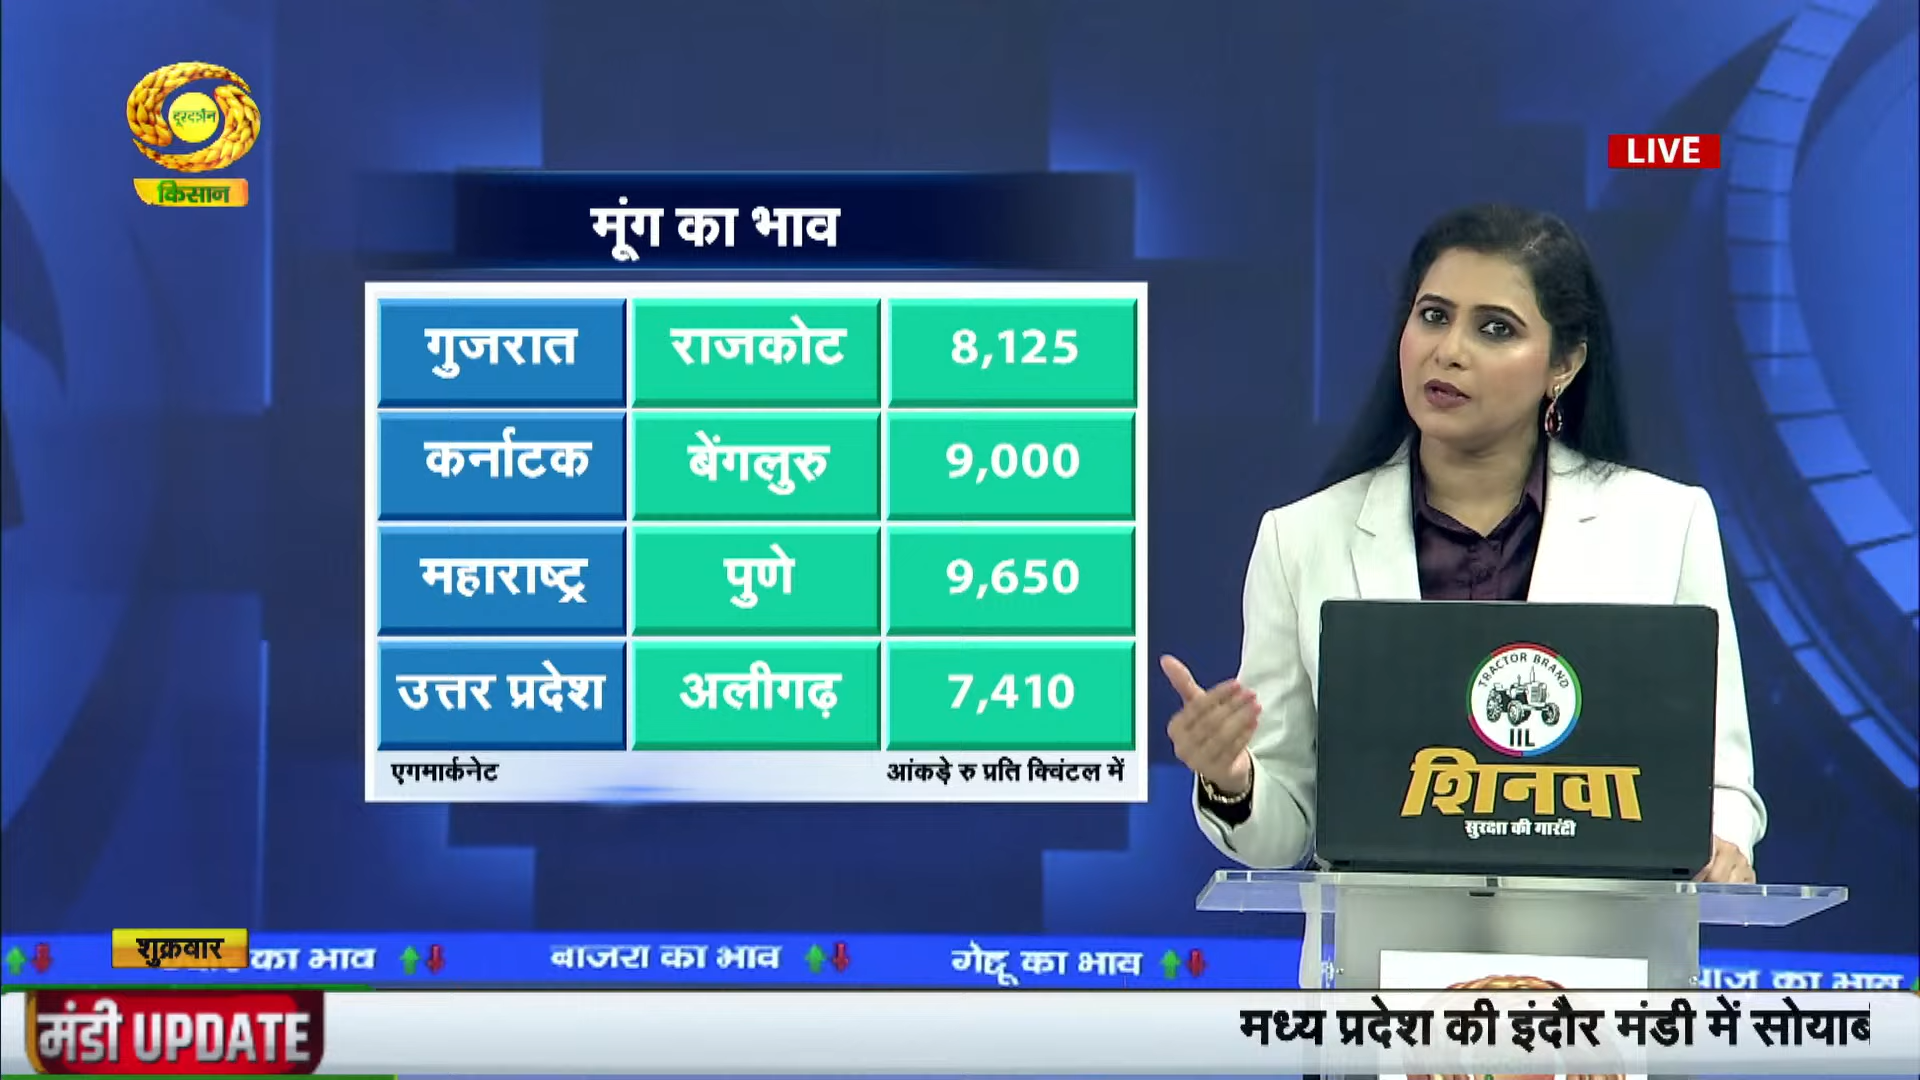 दूरदर्शन
किसान
LIVE
मूंग का भाव
गुजरात राजकोट 8,125
कर्नाटक बेंगलुरु 9,000
महाराष्ट्र पुणे 9,650
उत्तर प्रदेश अलीगढ़ 7,410
एगमार्कनेट आंकड़े रु प्रति क्विंटल में
TRACTOR BRAND
IIL
शिनवा
सुरक्षा की गारंटी
शुक्रवार
का भाव बाजरा का भाव गेहू का भाव का भाव
मंडी UPDATE
मध्य प्रदेश की इंदौर मंडी में सोयाब